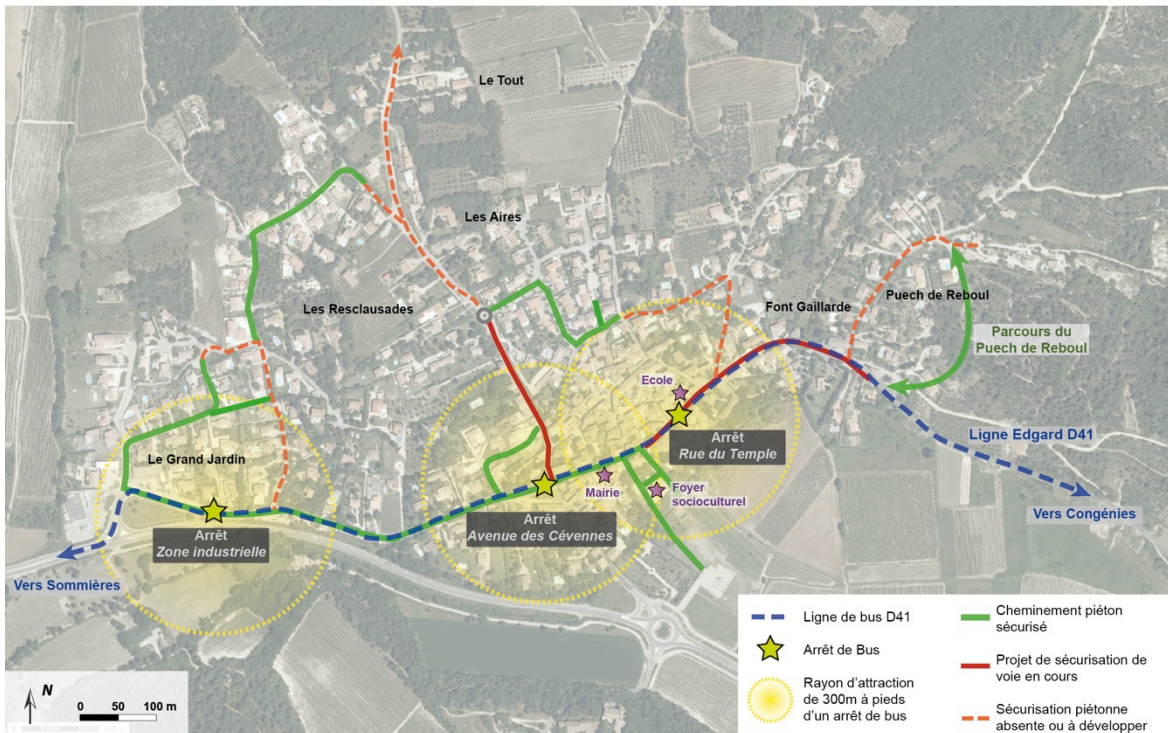 Le Tout
Les Aires
Les Resclausades
Font Gaillarde
Puech de Reboul
Parcours du
Puech de Reboul
Ecole
Arrêt
Rue du Temple
Ligne Edgard D41
Le Grand Jardin
Mairie
Foyer
socioculturel
Arrêt
Avenue des Cévennes
Vers Congénies
Arrêt
Zone industrielle
Vers Sommières
N
0 50 100 m
Ligne de bus D41
Arrêt de Bus
Rayon d'attraction
de 300m à pieds
d'un arrêt de bus
Cheminement piéton
sécurisé
Projet de sécurisation de
voie en cours
Sécurisation piétonne
absente ou à développer